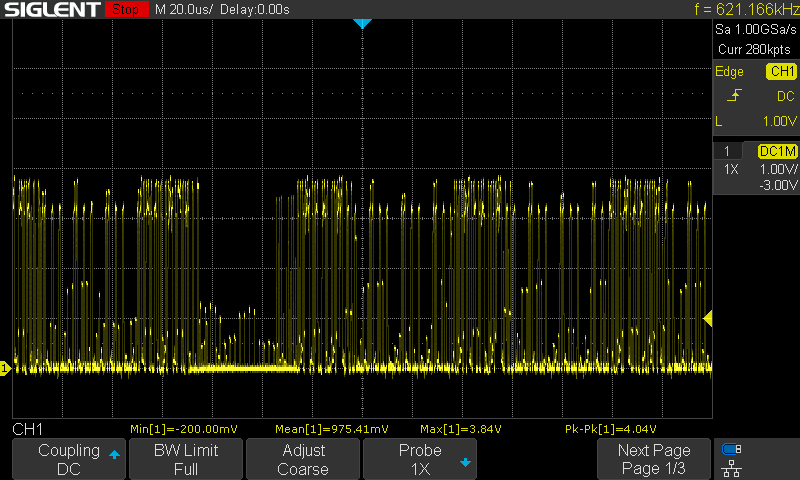 SIGLENT Stop M 20.0us/ Delay:0.00s f = 621.166kHz
Sa 1.00GSa/s
Curr 280kpts
Edge CH1
DC
L 1.00V
1 DC1M
1X 1.00V/
-3.00V
1
CH1 Min[1]=-200.00mV Mean[1]=975.41mV Max[1]=3.84V Pk-Pk[1]=4.04V
Coupling DC
BW Limit Full
Adjust Coarse
Probe 1X
Next Page Page 1/3